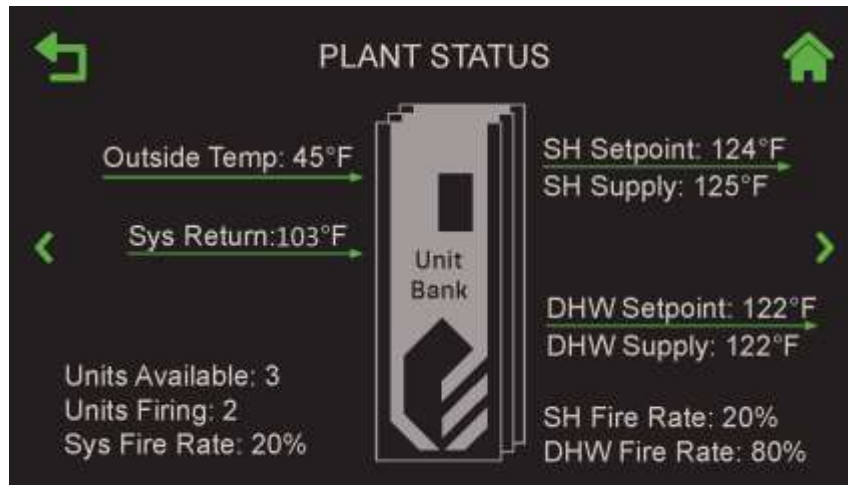 PLANT STATUS
Outside Temp: 45°F
Sys Return:103°F
Unit
Bank
SH Setpoint: 124°F
SH Supply: 125°F
DHW Setpoint: 122°F
DHW Supply: 122°F
Units Available: 3
Units Firing: 2
Sys Fire Rate: 20%
SH Fire Rate: 20%
DHW Fire Rate: 80%